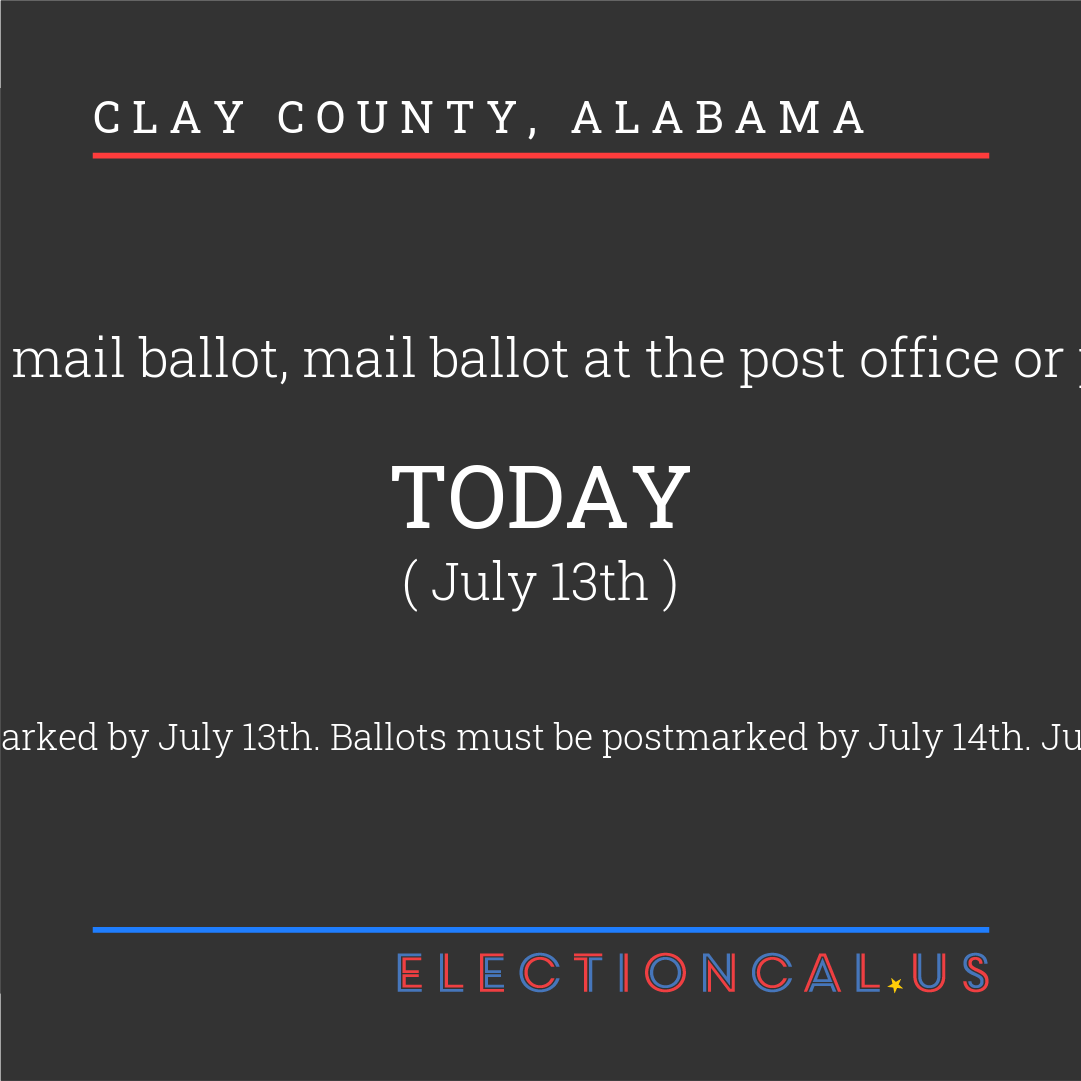 CLAY COUNTY, ALABAMA
mail ballot, mail ballot at the post office or
TODAY
( July 13th )
arked by July 13th. Ballots must be postmarked by July 14th. Ju
ELECTIONCAL.US